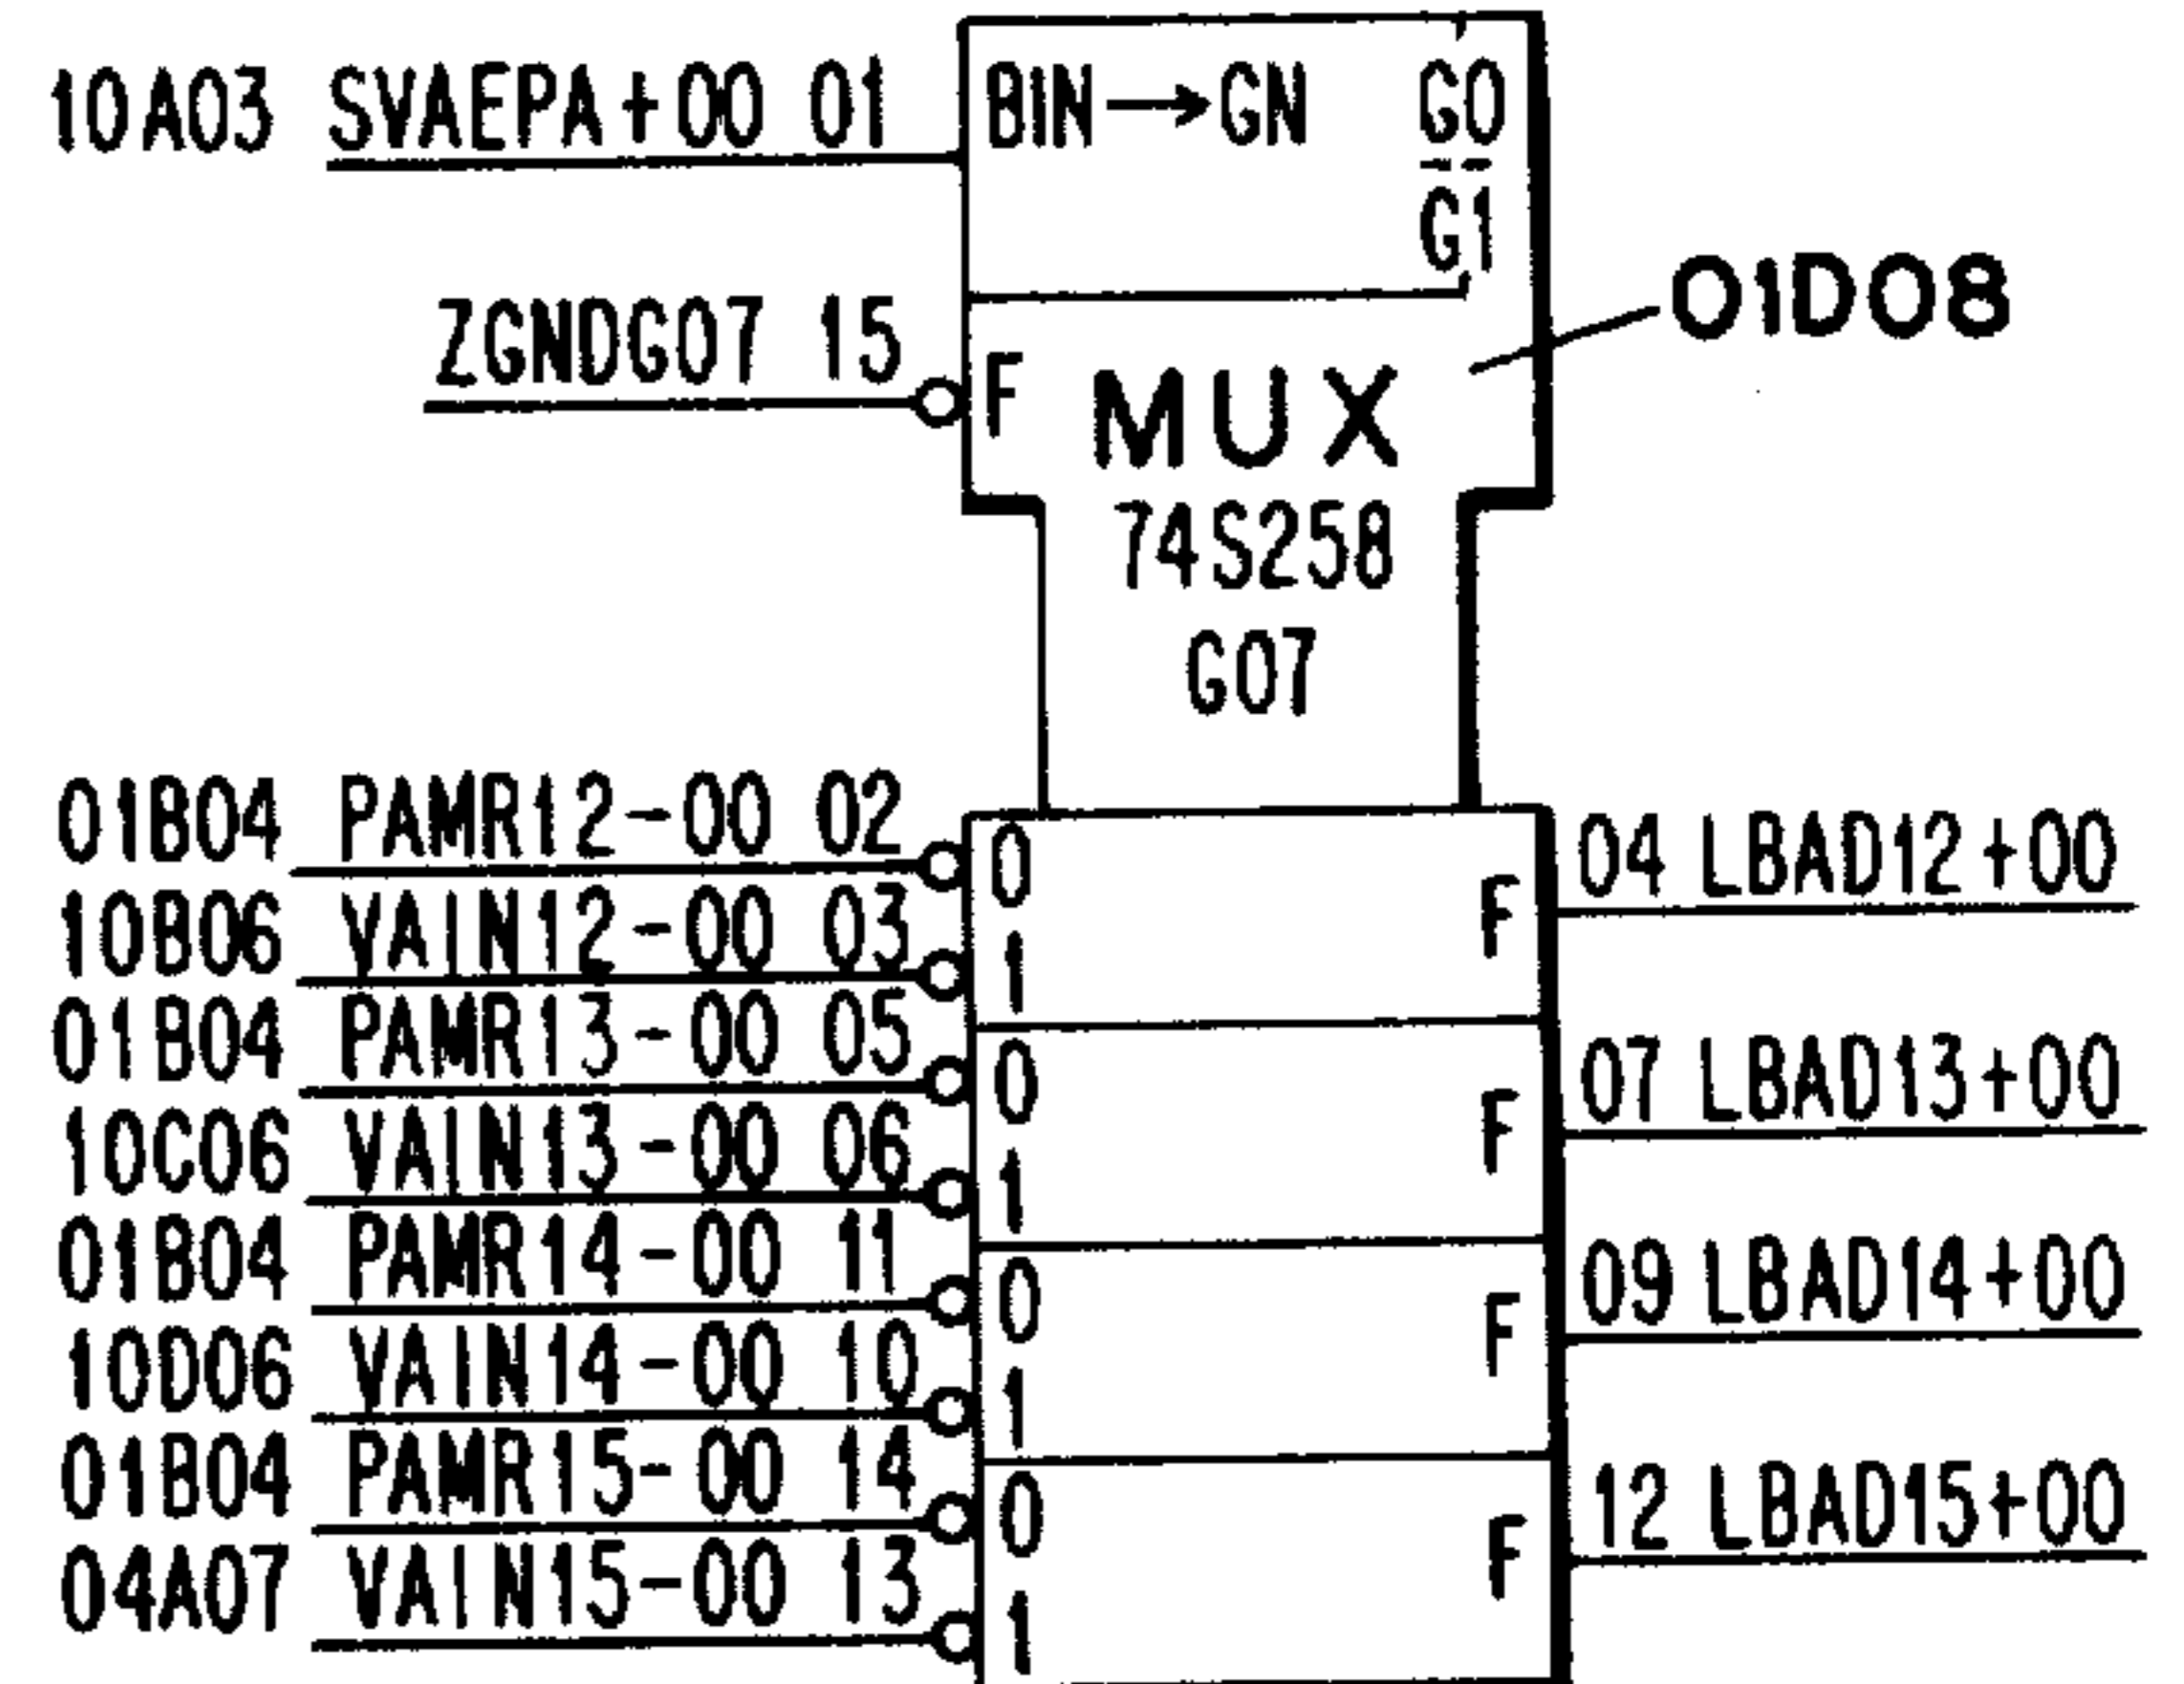 10A03 SVAEPA+00 01 BIN→GN G0
G1
01D08
ZGNDG07 15 F
MUX
74S258
G07
01B04 PAMR12-00 02 0 F 04 LBAD12+00
10B06 VAIN12-00 03 1
01B04 PAMR13-00 05 0 F 07 LBAD13+00
10C06 VAIN13-00 06 1
01B04 PAMR14-00 11 0 F 09 LBAD14+00
10D06 VAIN14-00 10 1
01B04 PAMR15-00 14 0 F 12 LBAD15+00
04A07 VAIN15-00 13 1